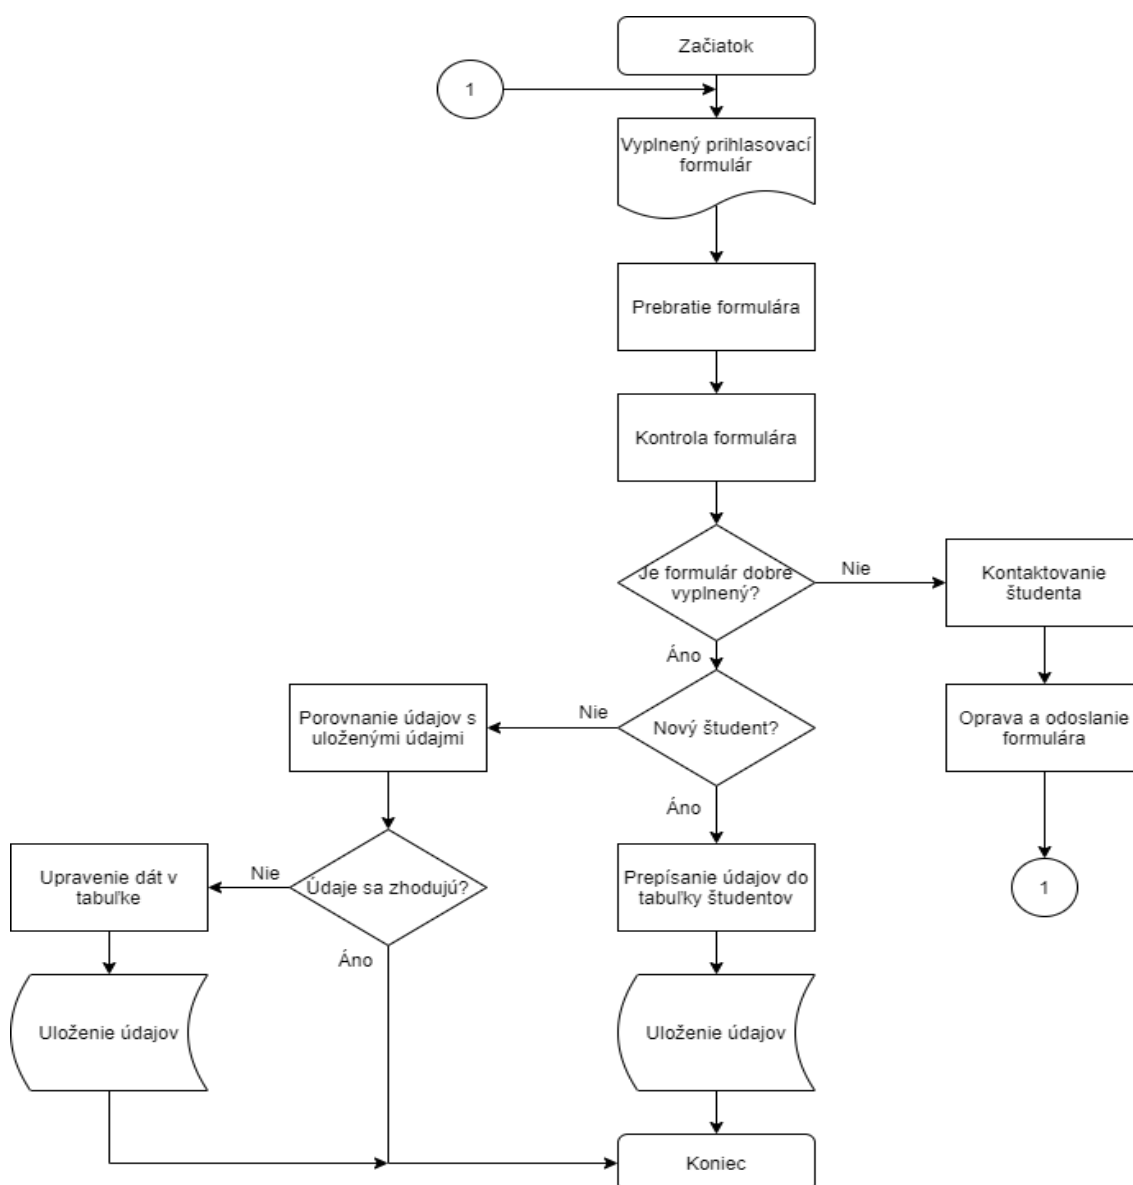 Začiatok
1
Vyplnený prihlasovací
formulár
Prebratie formulára
Kontrola formulára
Je formulár dobre
vyplnený?
Nie
Kontaktovanie
študenta
Áno
Porovnanie údajov s
uloženými údajmi
Nie
Nový študent?
Oprava a odoslanie
formulára
Áno
Upravenie dát v
tabuľke
Nie
Údaje sa zhodujú?
Prepísanie údajov do
tabuľky študentov
1
Áno
Uloženie údajov
Uloženie údajov
Koniec